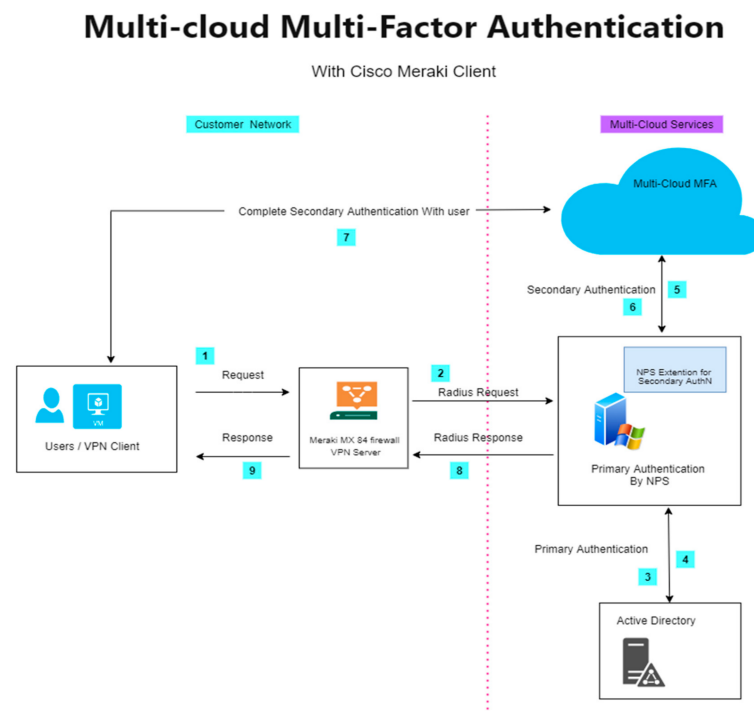 Multi-cloud Multi-Factor Authentication
With Cisco Meraki Client
Customer Network
Multi-Cloud Services
Multi-Cloud MFA
Complete Secondary Authentication With user
7
Secondary Authentication
5
6
1
Request
2
Radius Request
NPS Extention for
Secondary AuthN
VM
Users / VPN Client
Meraki MX 84 firewall
VPN Server
Response
9
Radius Response
8
Primary Authentication
By NPS
Primary Authentication
4
3
Active Directory